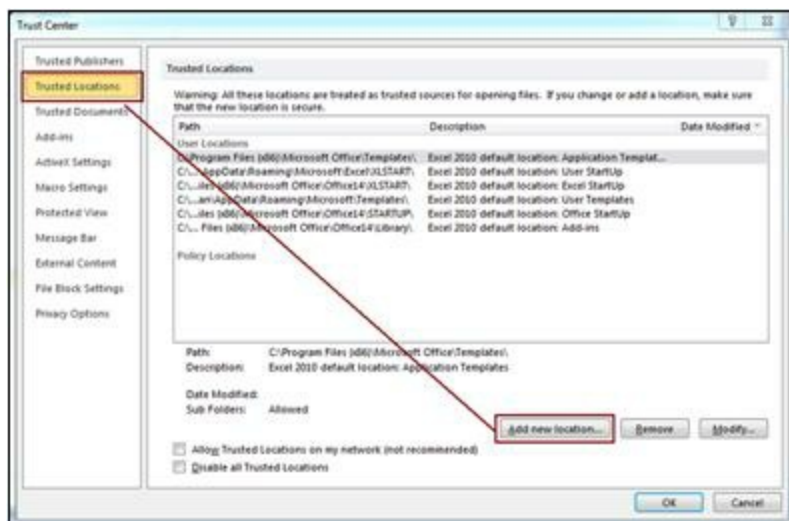 Trust Center
Trusted Publishers
Trusted Locations
Trusted Documents
Add-ins
ActiveX Settings
Macro Settings
Protected View
Message Bar
External Content
File Block Settings
Privacy Options
Trusted Locations
Warning: All these locations are treated as trusted sources for opening files. If you change or add a location, make sure
that the new location is secure.
Path Description Date Modified
User Locations
C:\Program Files (x86)\Microsoft Office\Templates\ Excel 2010 default location: Application Templat...
C:\...AppData\Roaming\Microsoft\Excel\XLSTART\ Excel 2010 default location: User StartUp
C:\...iles (x86)\Microsoft Office\Office14\XLSTART\ Excel 2010 default location: Excel StartUp
C:\...am\AppData\Roaming\Microsoft\Templates\ Excel 2010 default location: User Templates
C:\...iles (x86)\Microsoft Office\Office14\STARTUP\ Excel 2010 default location: Office StartUp
C:\... Files (x86)\Microsoft Office\Office14\Library\ Excel 2010 default location: Add-ins
Policy Locations
Path: C:\Program Files (x86)\Microsoft Office\Templates\
Description: Excel 2010 default location: Application Templates
Date Modified:
Sub Folders: Allowed
Add new location... Remove Modify...
Allow Trusted Locations on my network (not recommended)
Disable all Trusted Locations
OK Cancel